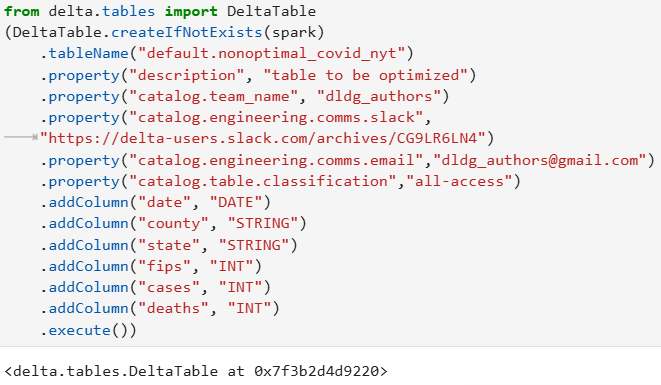 from delta.tables import DeltaTable
(DeltaTable.createIfNotExists(spark)
    .tableName("default.nonoptimal_covid_nyt")
    .property("description", "table to be optimized")
    .property("catalog.team_name", "dldg_authors")
    .property("catalog.engineering.comms.slack",
    "https://delta-users.slack.com/archives/CG9LR6LN4")
    .property("catalog.engineering.comms.email","dldg_authors@gmail.com")
    .property("catalog.table.classification","all-access")
    .addColumn("date", "DATE")
    .addColumn("county", "STRING")
    .addColumn("state", "STRING")
    .addColumn("fips", "INT")
    .addColumn("cases", "INT")
    .addColumn("deaths", "INT")
    .execute())
<delta.tables.DeltaTable at 0x7f3b2d4d9220>